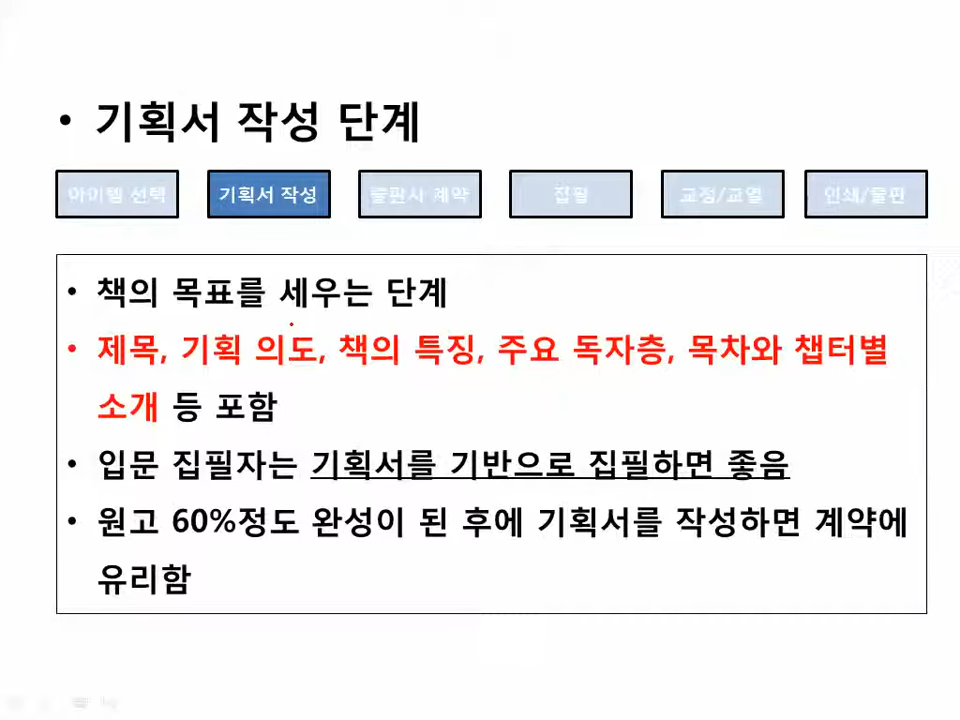 • 기획서 작성 단계
아이템 선택 기획서 작성 출판사 계약 집필 교정/교열 인쇄/출판
• 책의 목표를 세우는 단계
• 제목, 기획 의도, 책의 특징, 주요 독자층, 목차와 챕터별
소개 등 포함
• 입문 집필자는 기획서를 기반으로 집필하면 좋음
• 원고 60%정도 완성이 된 후에 기획서를 작성하면 계약에
유리함